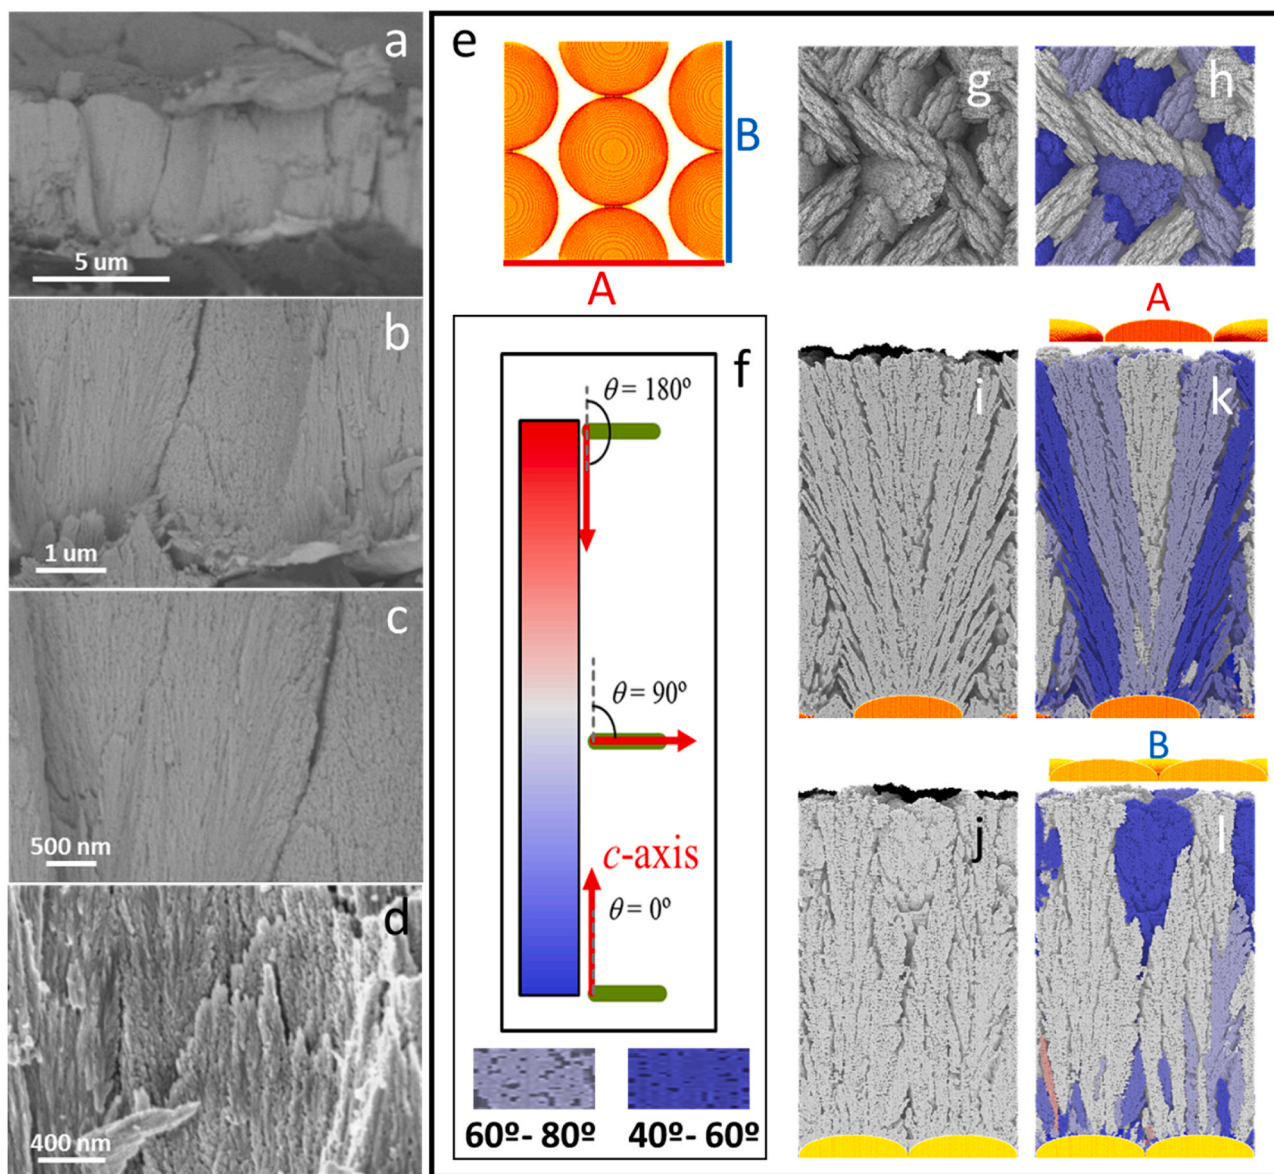 a
5 um
b
1 um
c
500 nm
d
400 nm
e
B
A
f
θ = 180º
θ = 90º
c-axis
θ = 0º
60º- 80º
40º- 60º
g
h
A
i
k
B
j
l